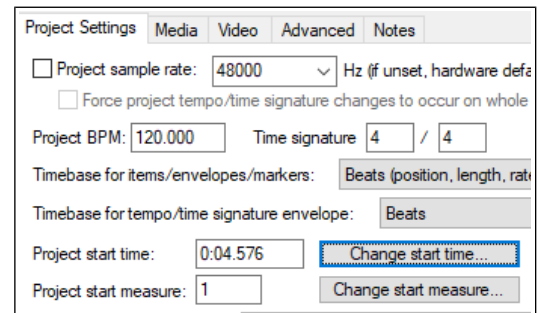 Project Settings Media Video Advanced Notes
Project sample rate: 48000 Hz (if unset, hardware defa
Force project tempo/time signature changes to occur on whole
Project BPM: 120.000 Time signature 4 / 4
Timebase for items/envelopes/markers: Beats (position, length, rate
Timebase for tempo/time signature envelope: Beats
Project start time: 0:04.576 Change start time...
Project start measure: 1 Change start measure...